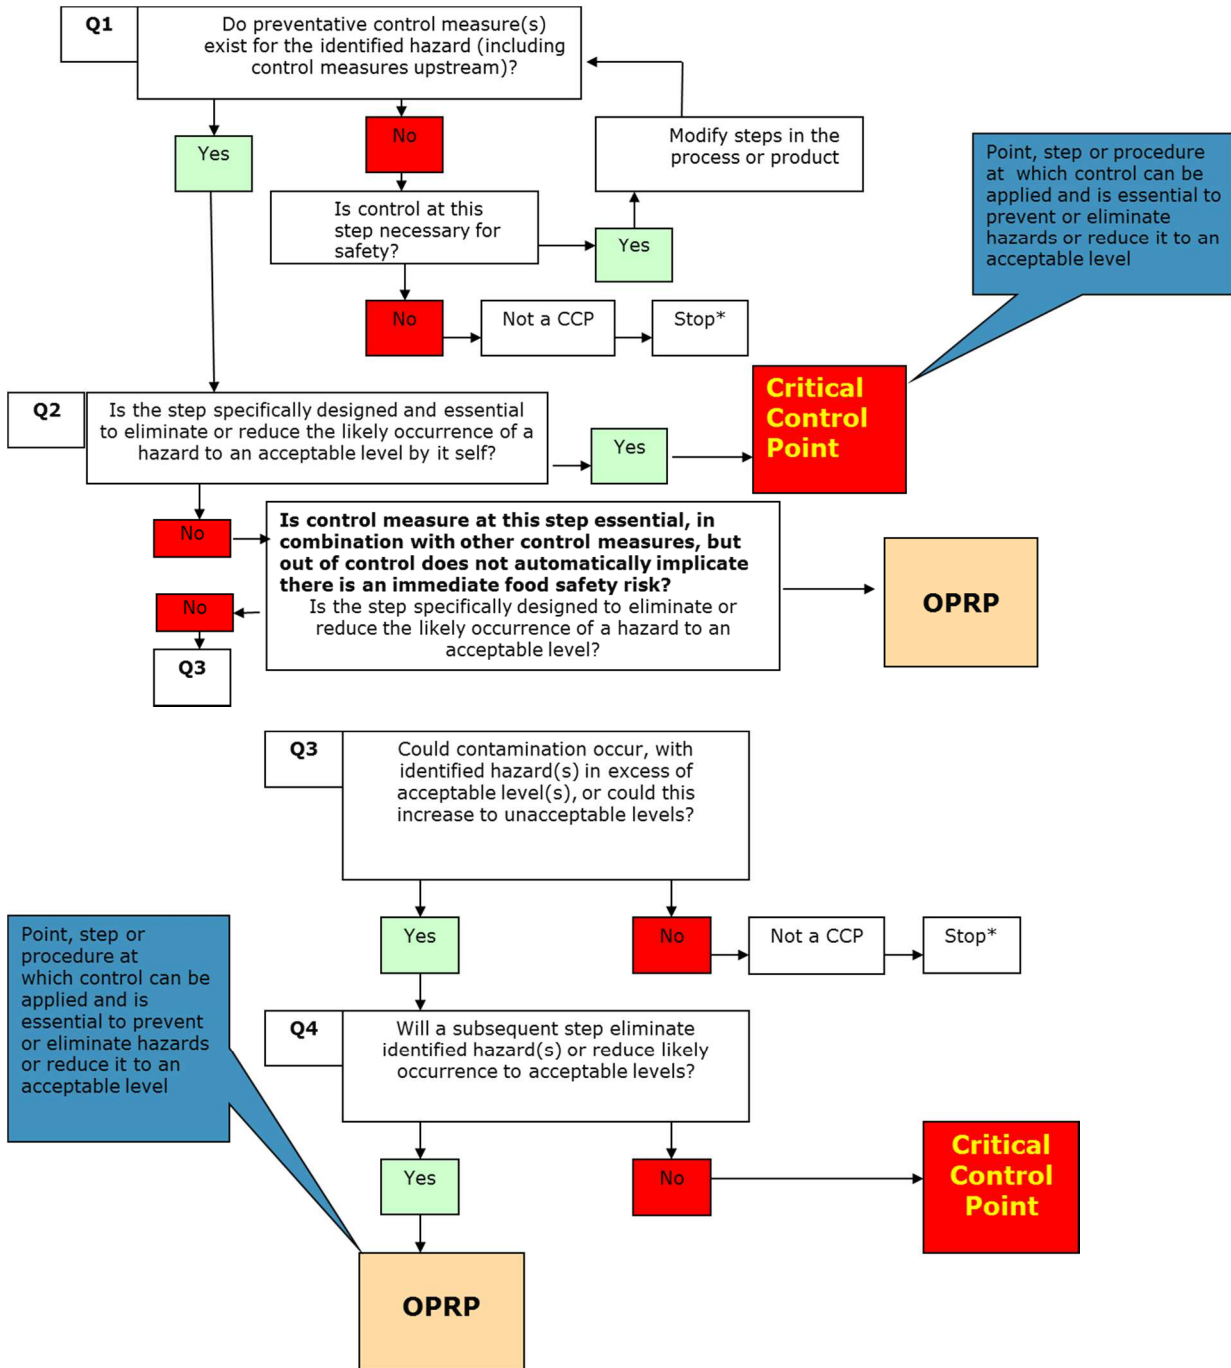 Q1
Do preventative control measure(s)
exist for the identified hazard (including
control measures upstream)?
Yes
No
Modify steps in the
process or product
Is control at this
step necessary for
safety?
Yes
No
Not a CCP
Stop*
Point, step or procedure
at which control can be
applied and is essential to
prevent or eliminate
hazards or reduce it to an
acceptable level
Q2
Is the step specifically designed and essential
to eliminate or reduce the likely occurrence of a
hazard to an acceptable level by it self?
Yes
Critical
Control
Point
No
Is control measure at this step essential, in
combination with other control measures, but
out of control does not automatically implicate
there is an immediate food safety risk?
Is the step specifically designed to eliminate or
reduce the likely occurrence of a hazard to an
acceptable level?
OPRP
No
Q3
Q3
Could contamination occur, with
identified hazard(s) in excess of
acceptable level(s), or could this
increase to unacceptable levels?
Yes
No
Not a CCP
Stop*
Point, step or
procedure at
which control can be
applied and is
essential to prevent
or eliminate hazards
or reduce it to an
acceptable level
Q4
Will a subsequent step eliminate
identified hazard(s) or reduce likely
occurrence to acceptable levels?
Yes
No
Critical
Control
Point
OPRP